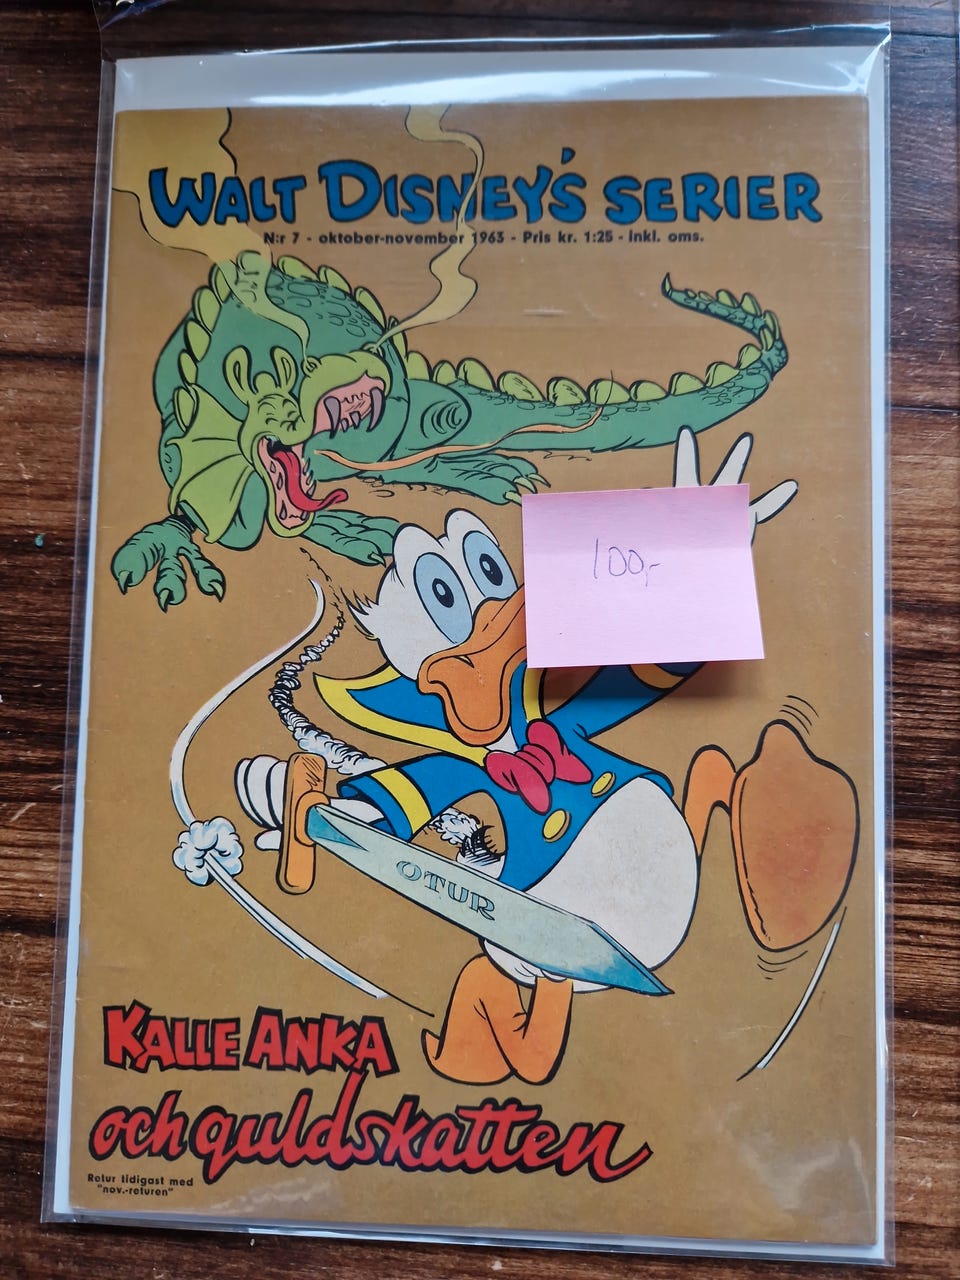 WALT DISNEY'S SERIER
N:r 7 - oktober-november 1963 - Pris kr. 1:25 - inkl. oms.
100,-
OTUR
KALLE ANKA
och guldskatten
Retur tidigast med
"nov.-returen"